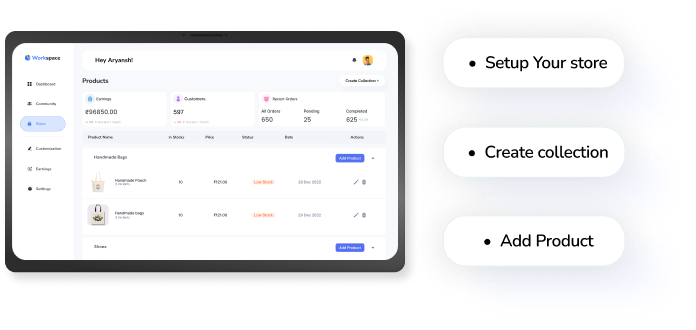 Workspace
Hey Aryansh!
Dashboard
Community
Store
Customization
Earnings
Settings
Products
Create Collection +
Earnings
₹96850.00
Customers
597
Recent Orders
All Orders
Pending
Completed
650
25
625
Product Name
In Stocks
Price
Status
Date
Actions
Handmade Bags
Add Product
Handmade Pouch
10
₹121.00
Low Stock
29 Dec 2022
Handmade bags
10
₹121.00
Low Stock
29 Dec 2022
Shoes
Add Product
• Setup Your store
• Create collection
• Add Product